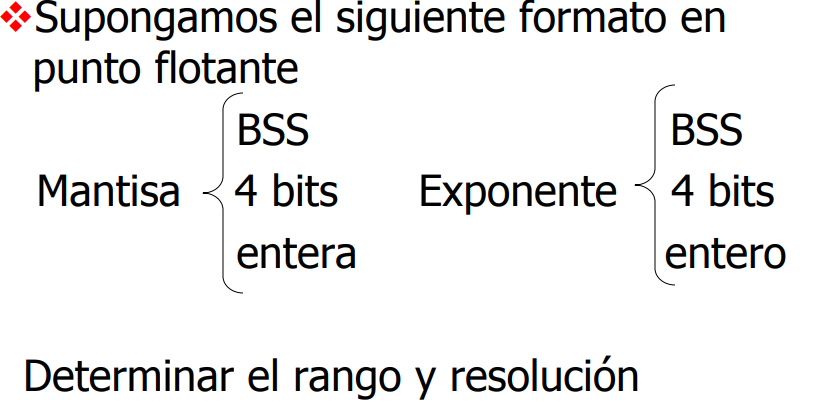 ❖Supongamos el siguiente formato en
punto flotante
BSS BSS
Mantisa 4 bits Exponente 4 bits
entera entero
Determinar el rango y resolución